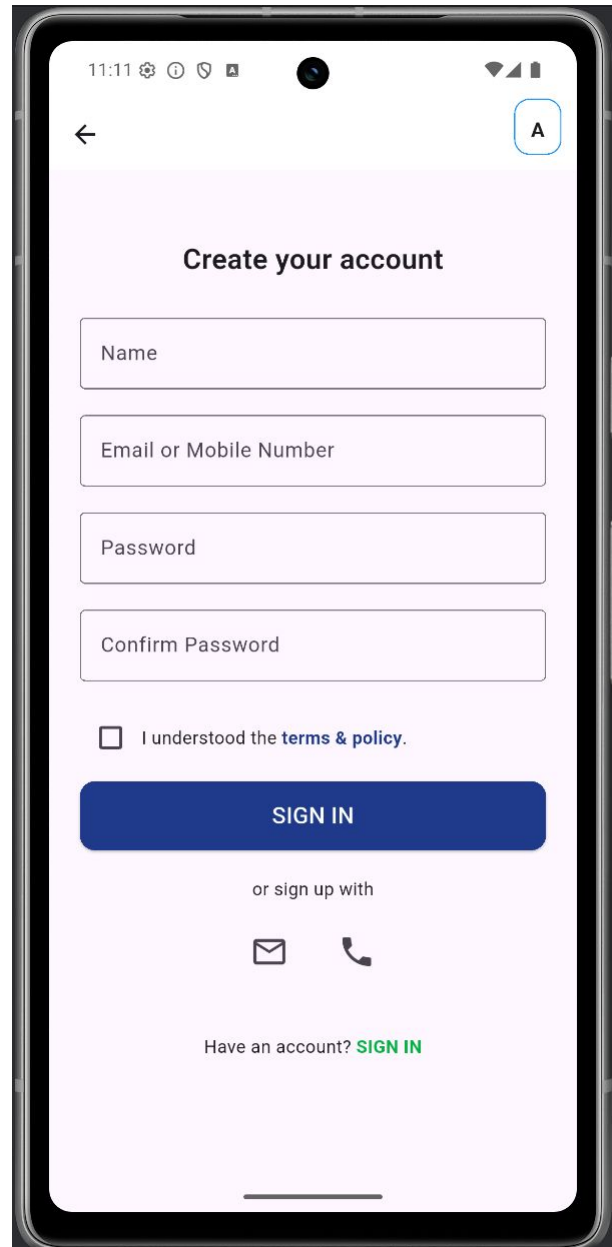 11:11
A
Create your account
Name
Email or Mobile Number
Password
Confirm Password
I understood the terms & policy.
SIGN IN
or sign up with
Have an account? SIGN IN